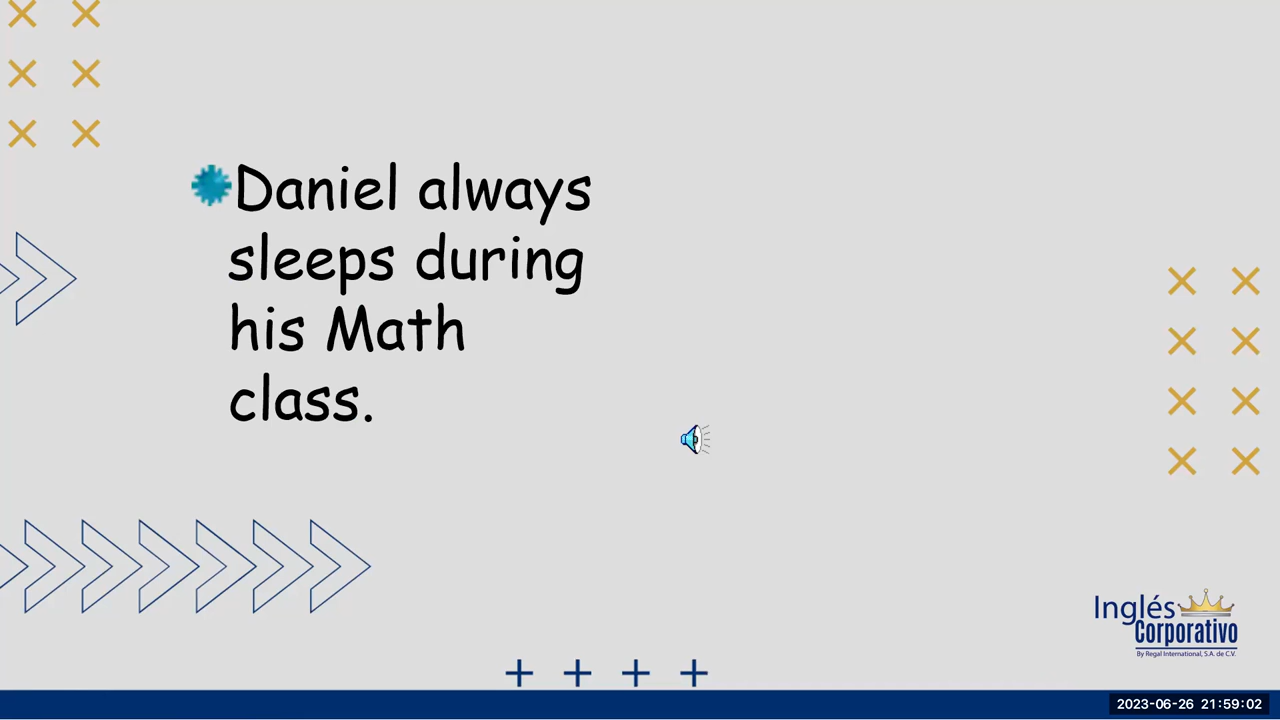 Daniel always
sleeps during
his Math
class.
Inglés
Corporativo
By Regal International, S.A. de C.V.
2023-06-26 21:59:02